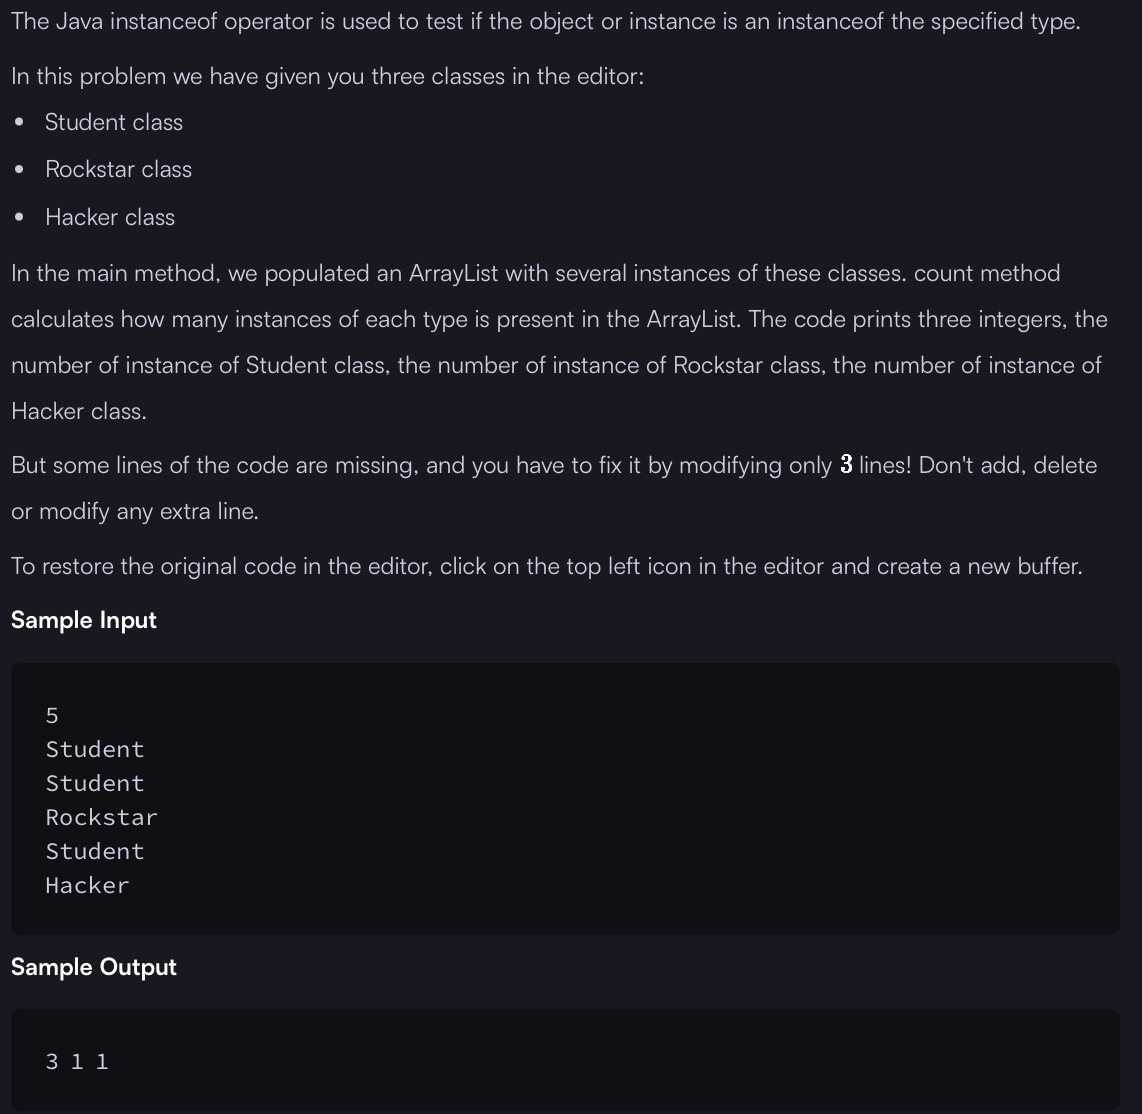 The Java instanceof operator is used to test if the object or instance is an instanceof the specified type.
In this problem we have given you three classes in the editor:
• Student class
• Rockstar class
• Hacker class
In the main method, we populated an ArrayList with several instances of these classes. count method
calculates how many instances of each type is present in the ArrayList. The code prints three integers, the
number of instance of Student class, the number of instance of Rockstar class, the number of instance of
Hacker class.
But some lines of the code are missing, and you have to fix it by modifying only 3 lines! Don't add, delete
or modify any extra line.
To restore the original code in the editor, click on the top left icon in the editor and create a new buffer.
Sample Input
5
Student
Student
Rockstar
Student
Hacker
Sample Output
3 1 1